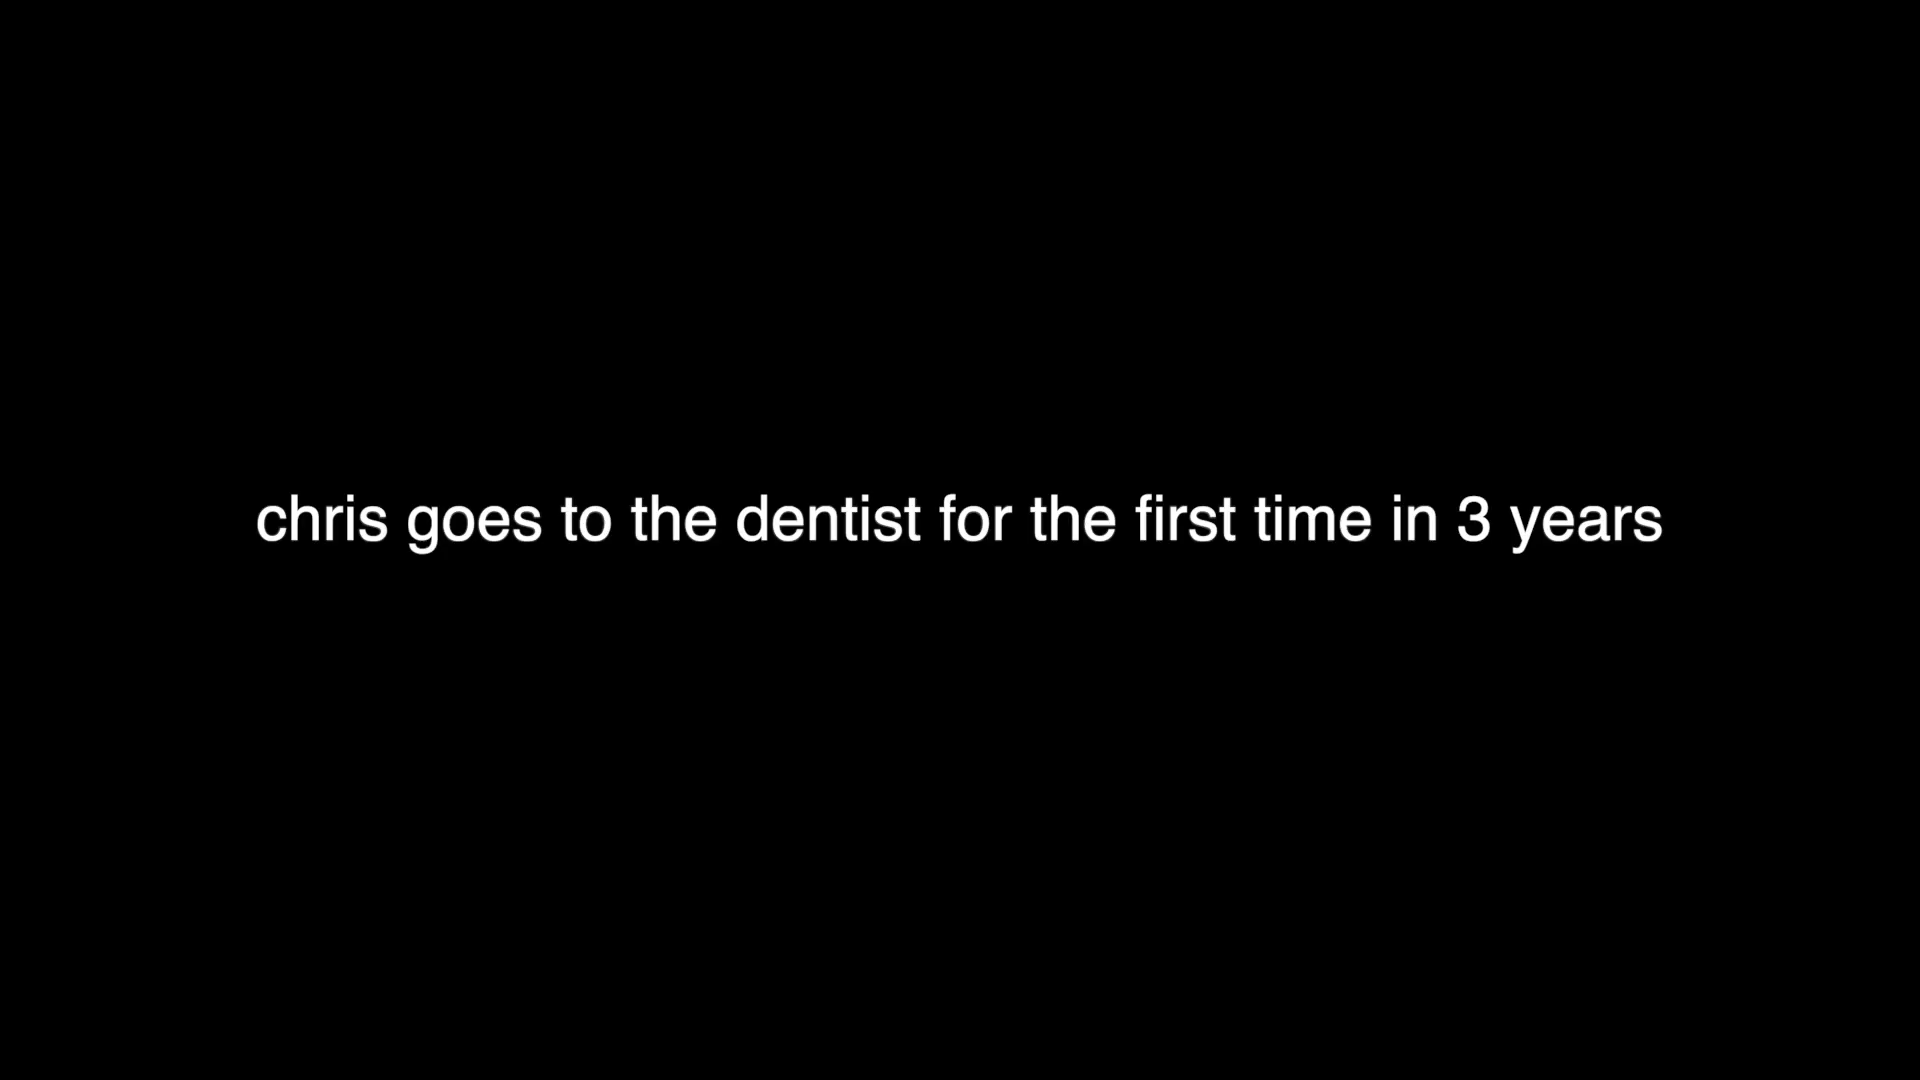 chris goes to the dentist for the first time in 3 years